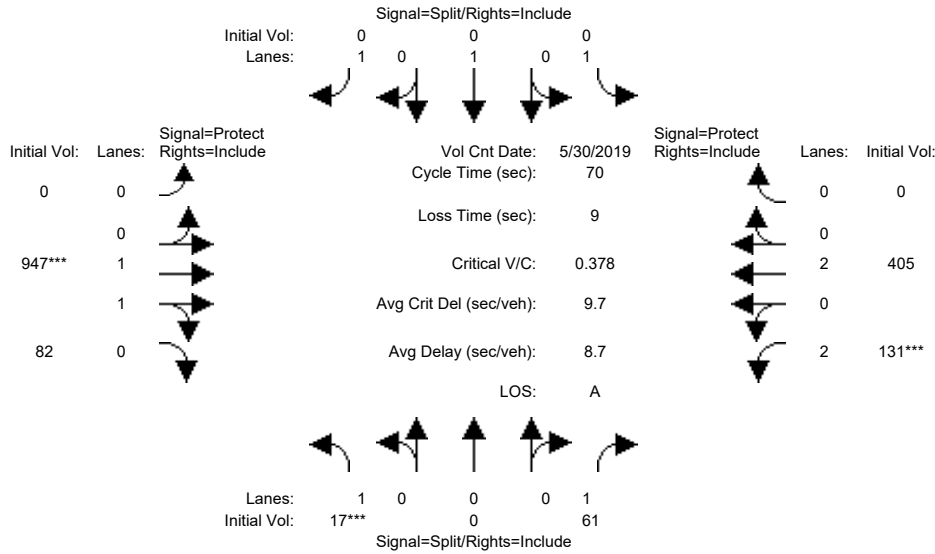 Signal=Split/Rights=Include
Initial Vol: 0 0 0
Lanes: 1 0 1 0 1
Signal=Protect
Initial Vol: Lanes: Rights=Include
Vol Cnt Date: 5/30/2019
Signal=Protect
Rights=Include Lanes: Initial Vol:
Cycle Time (sec): 70
0 0
0 0
Loss Time (sec): 9
0
0
947*** 1
Critical V/C: 0.378
2 405
1
Avg Crit Del (sec/veh): 9.7
0
82 0
Avg Delay (sec/veh): 8.7
2 131***
LOS: A
Lanes: 1 0 0 0 1
Initial Vol: 17*** 0 61
Signal=Split/Rights=Include